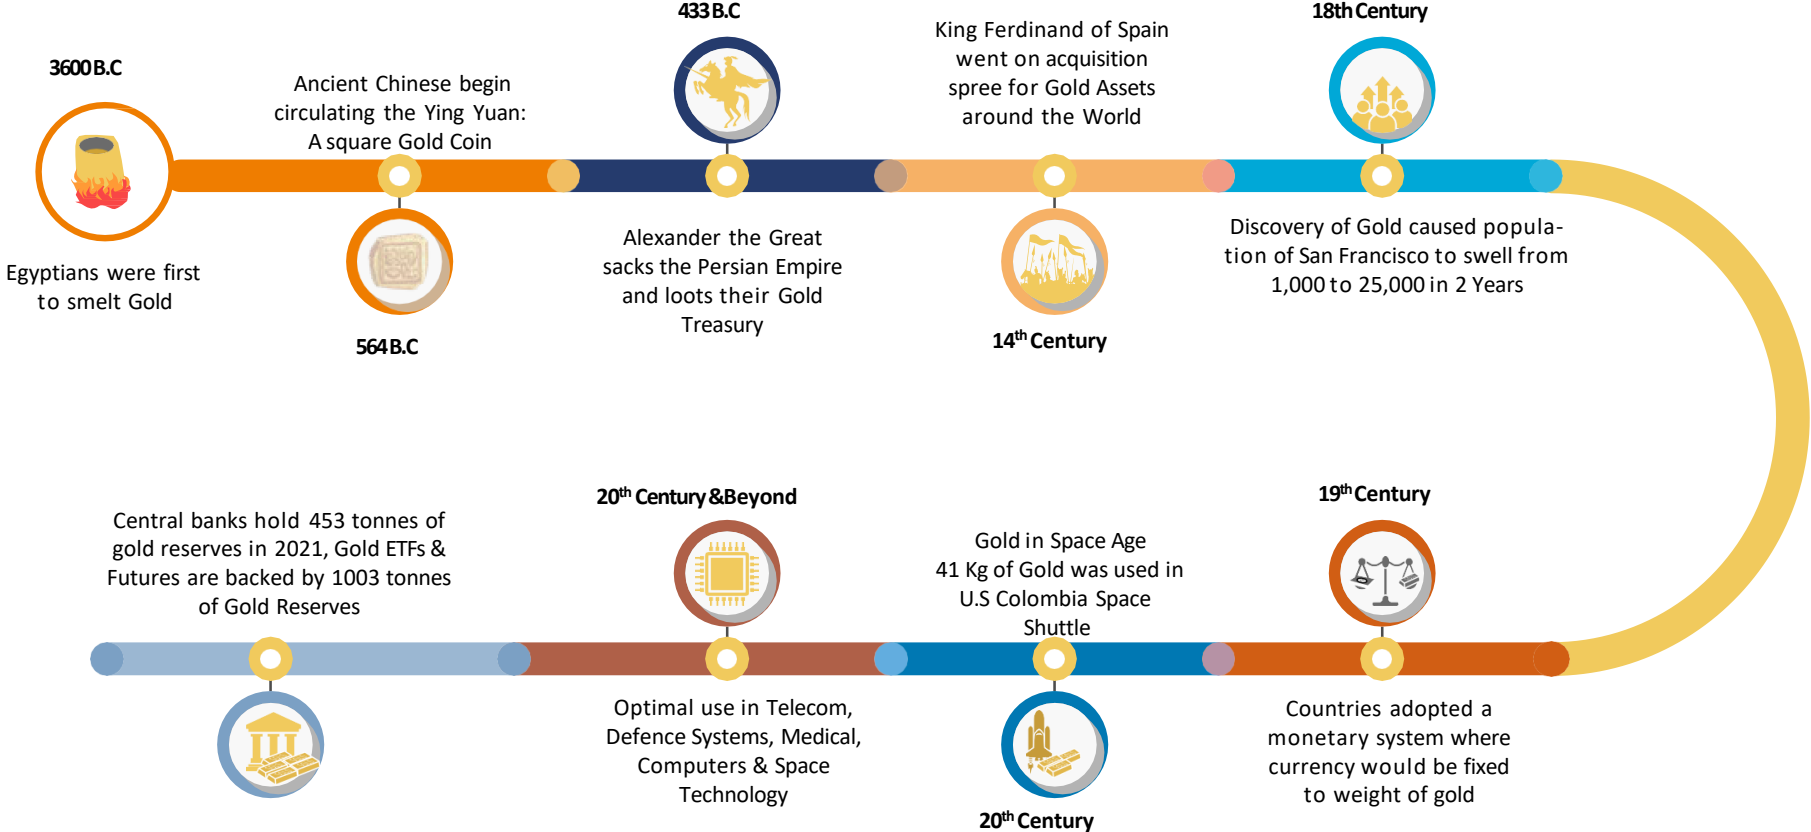 3600B.C
Egyptians were first
to smelt Gold
Ancient Chinese begin
circulating the Ying Yuan:
A square Gold Coin
564B.C
433B.C
Alexander the Great
sacks the Persian Empire
and loots their Gold
Treasury
King Ferdinand of Spain
went on acquisition
spree for Gold Assets
around the World
14th Century
18th Century
Discovery of Gold caused popula-
tion of San Francisco to swell from
1,000 to 25,000 in 2 Years
19th Century
Countries adopted a
monetary system where
currency would be fixed
to weight of gold
Gold in Space Age
41 Kg of Gold was used in
U.S Colombia Space
Shuttle
20th Century
20th Century&Beyond
Optimal use in Telecom,
Defence Systems, Medical,
Computers & Space
Technology
Central banks hold 453 tonnes of
gold reserves in 2021, Gold ETFs &
Futures are backed by 1003 tonnes
of Gold Reserves